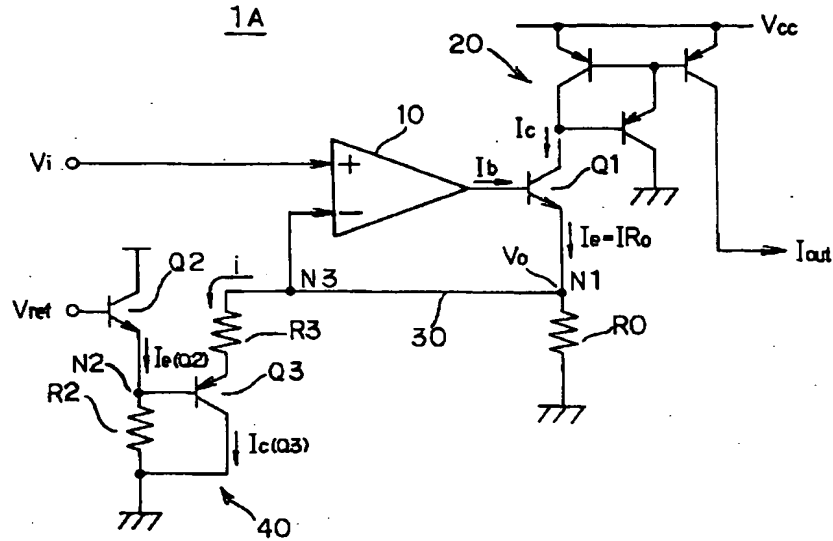 1A
Vcc
20
10
Ic
Vi
+
Ib
Q1
−
Ie=IRo
Iout
Q2
i
N3
Vo
N1
Vref
R3
30
R0
Ie(Q2)
N2
Q3
R2
Ic(Q3)
40